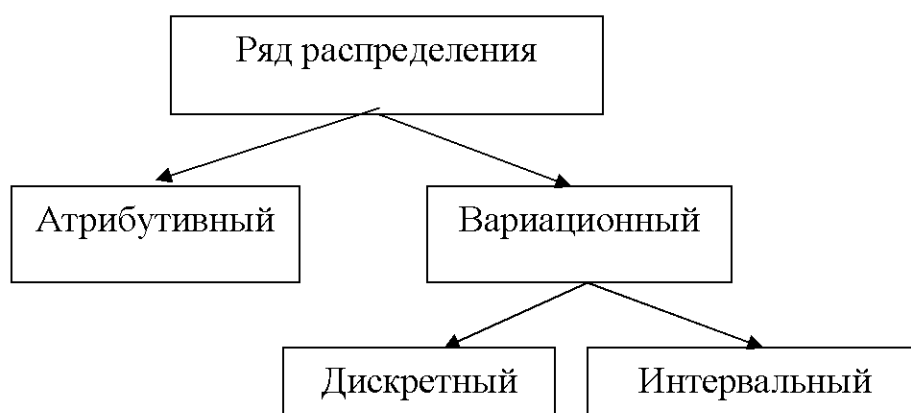 Ряд распределения
Атрибутивный
Вариационный
Дискретный
Интервальный